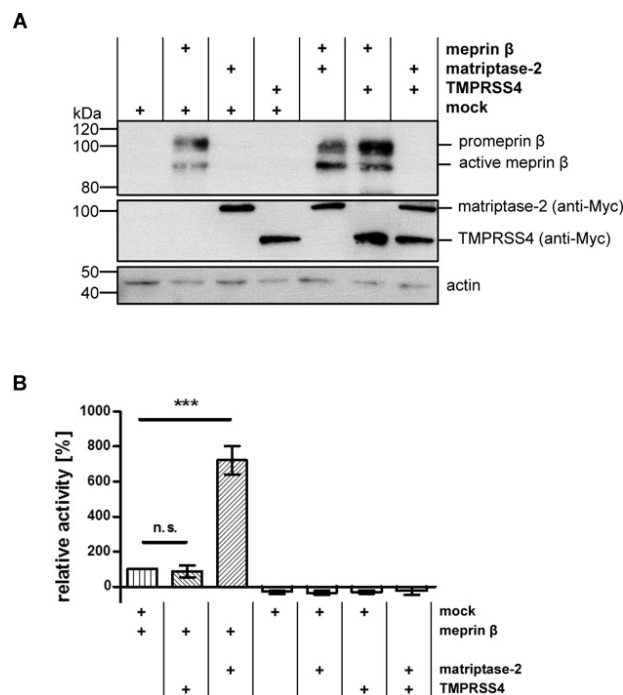 A
+ + + meprin β
+ + + matriptase-2
+ + + TMPRSS4
kDa + + + + mock
120
100 promeprin β
active meprin β
80
100 matriptase-2 (anti-Myc)
TMPRSS4 (anti-Myc)
50
40 actin
B
relative activity [%]
1000
800
600
400
200
0
***
n.s.
+ + + + mock
+ + + meprin β
+ + + matriptase-2
+ + + TMPRSS4